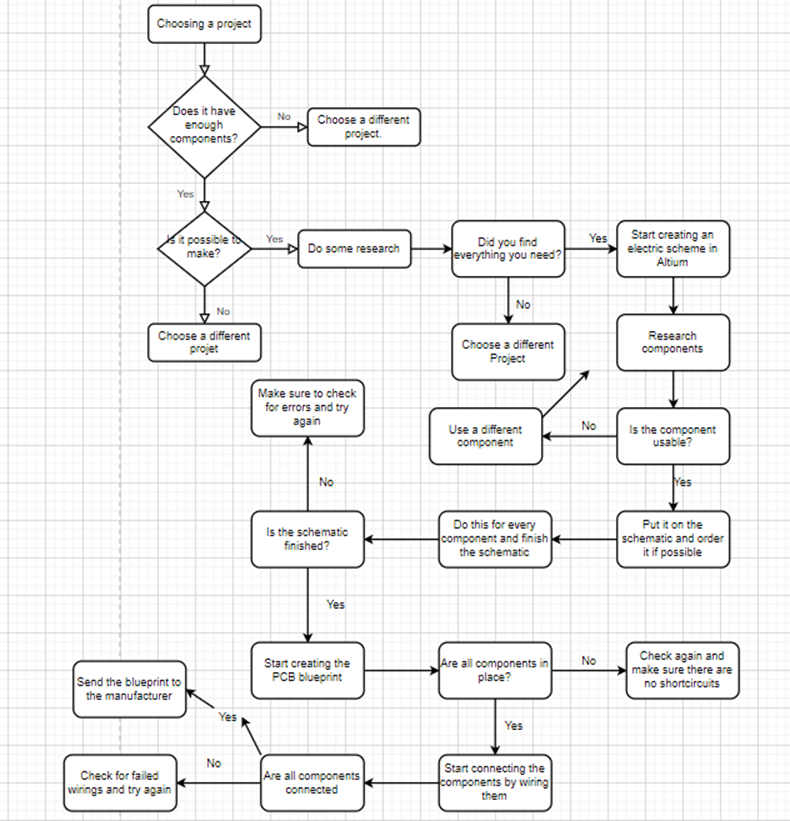 Choosing a project
Does it have
enough
components?
No
Choose a different
project.
Yes
Is it possible to
make?
Yes
Do some research
Did you find
everything you need?
Yes
Start creating an
electric scheme in
Altium
No
Choose a different
projet
No
Choose a different
Project
Research
components
Make sure to check
for errors and try
again
Use a different
component
No
Is the component
usable?
No
Yes
Is the schematic
finished?
Do this for every
component and finish
the schematic
Put it on the
schematic and order
it if possible
Yes
Start creating the
PCB blueprint
Are all components in
place?
No
Check again and
make sure there are
no shortcircuits
Send the blueprint to
the manufacturer
Yes
Yes
No
Check for failed
wirings and try again
Are all components
connected
Start connecting the
components by wiring
them